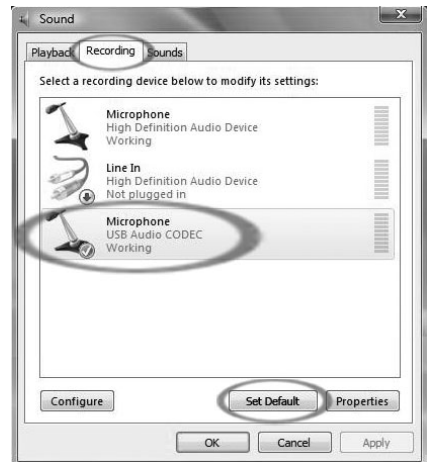 Sound
Playback Recording Sounds
Select a recording device below to modify its settings:
Microphone
High Definition Audio Device
Working
Line In
High Definition Audio Device
Not plugged in
Microphone
USB Audio CODEC
Working
Configure Set Default Properties
OK Cancel Apply